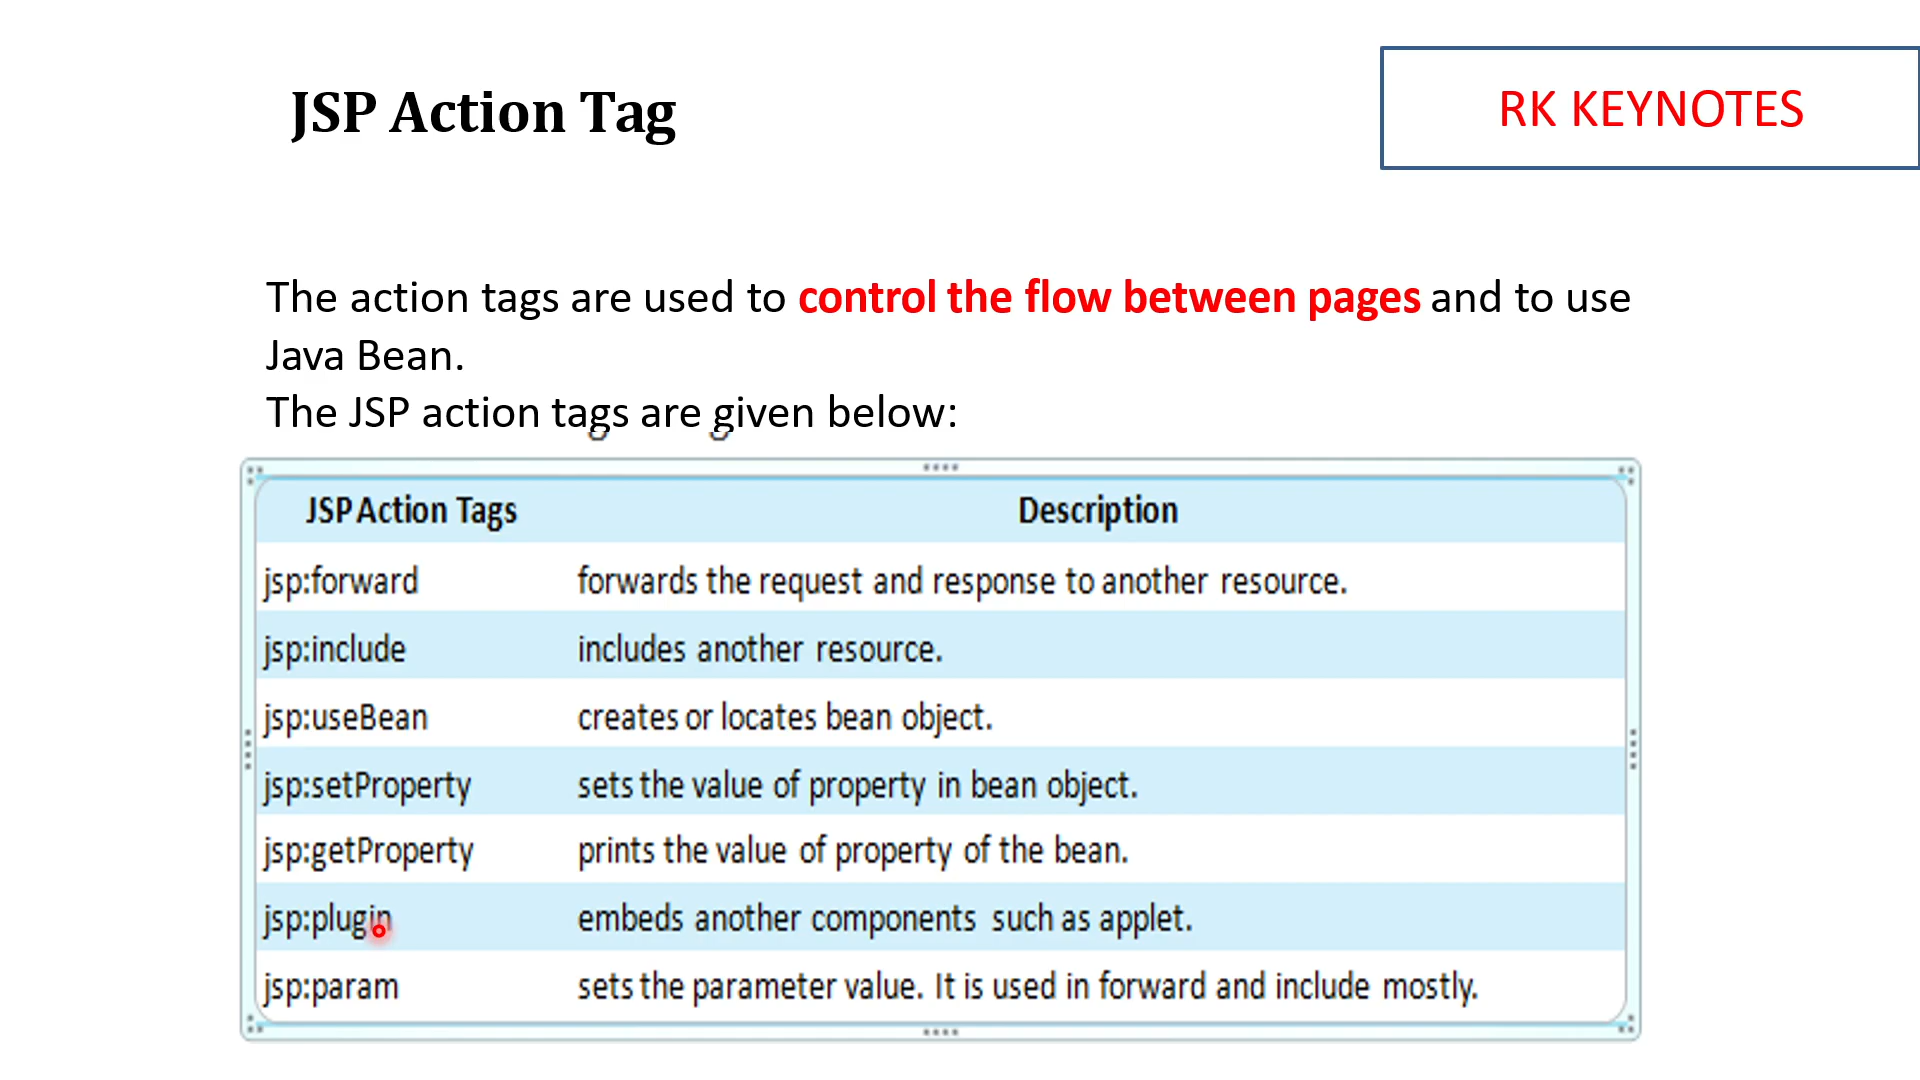 JSP Action Tag
RK KEYNOTES
The action tags are used to control the flow between pages and to use
Java Bean.
The JSP action tags are given below:
JSP Action Tags Description
jsp:forward forwards the request and response to another resource.
jsp:include includes another resource.
jsp:useBean creates or locates bean object.
jsp:setProperty sets the value of property in bean object.
jsp:getProperty prints the value of property of the bean.
jsp:plugin embeds another components such as applet.
jsp:param sets the parameter value. It is used in forward and include mostly.